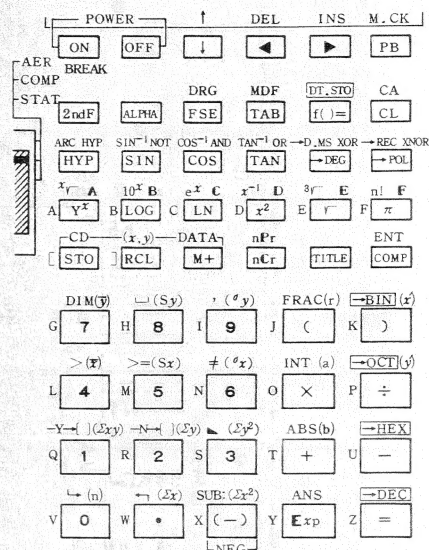 POWER ↑ DEL INS M.CK
ON OFF ↓ ◀ ▶ PB
BREAK
AER
COMP
STAT
DRG MDF DT.STO CA
2ndF ALPHA FSE TAB f()= CL
ARC HYP SIN⁻¹ NOT COS⁻¹ AND TAN⁻¹ OR →D.MS XOR →REC XNOR
HYP SIN COS TAN →DEG →POL
ˣ√ A 10ˣ B eˣ C x⁻¹ D ³√ E n! F
A Yˣ B LOG C LN D x² E √ F π
CD (x,y) DATA nPr ENT
[ STO ] RCL M+ nCr TITLE COMP
DIM(y̅) ⌴(Sy) ,(σy) FRAC(r) →BIN(x́)
G 7 H 8 I 9 J ( K )
>(x̅) >=(Sx) ≠(σx) INT (a) →OCT(ý)
L 4 M 5 N 6 O × P ÷
─Y→[ ](Σxy) ─N→[ ](Σy) ◣ (Σy²) ABS(b) →HEX
Q 1 R 2 S 3 T + U −
↳ (n) ↰ (Σx) SUB:(Σx²) ANS →DEC
V 0 W • X (−) Y Exp Z =
NEG